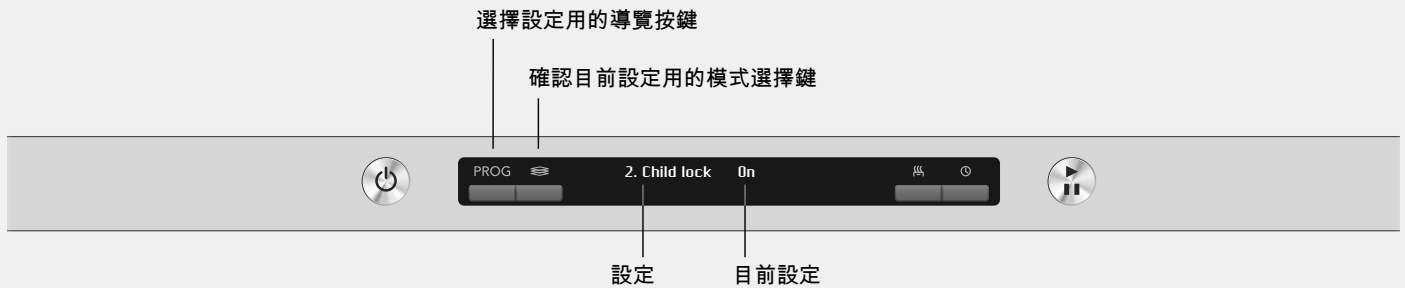 選擇設定用的導覽按鍵
確認目前設定用的模式選擇鍵
PROG
2. Child lock On
設定
目前設定